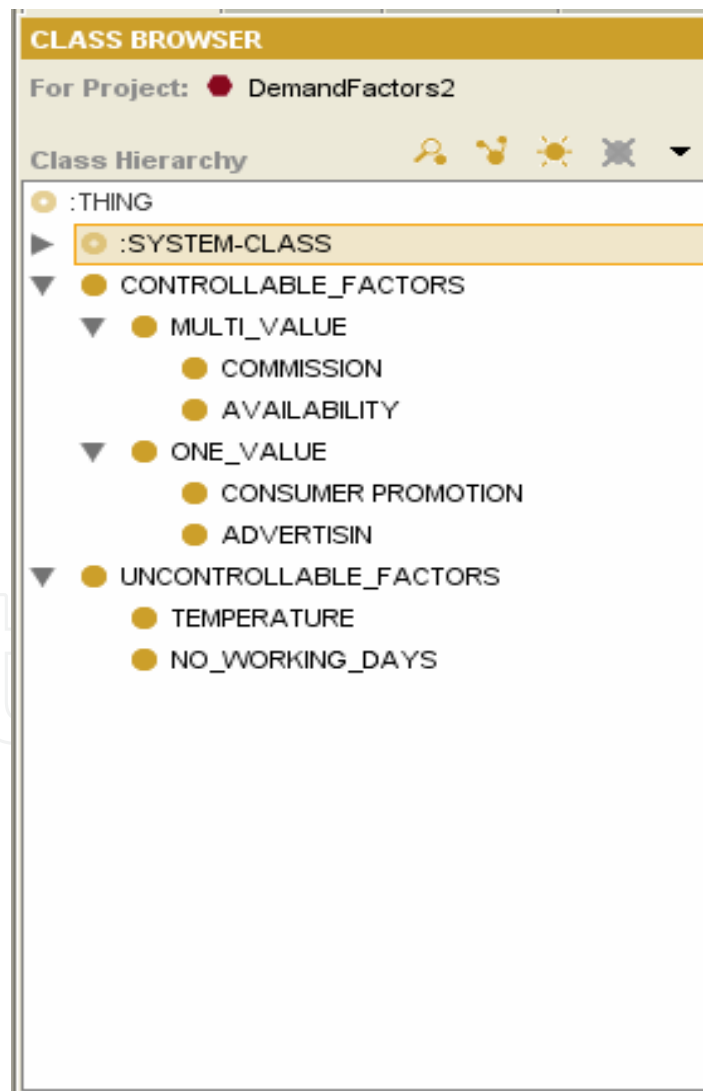 CLASS BROWSER
For Project: DemandFactors2
Class Hierarchy
:THING
:SYSTEM-CLASS
CONTROLLABLE_FACTORS
MULTI_VALUE
COMMISSION
AVAILABILITY
ONE_VALUE
CONSUMER PROMOTION
ADVERTISIN
UNCONTROLLABLE_FACTORS
TEMPERATURE
NO_WORKING_DAYS